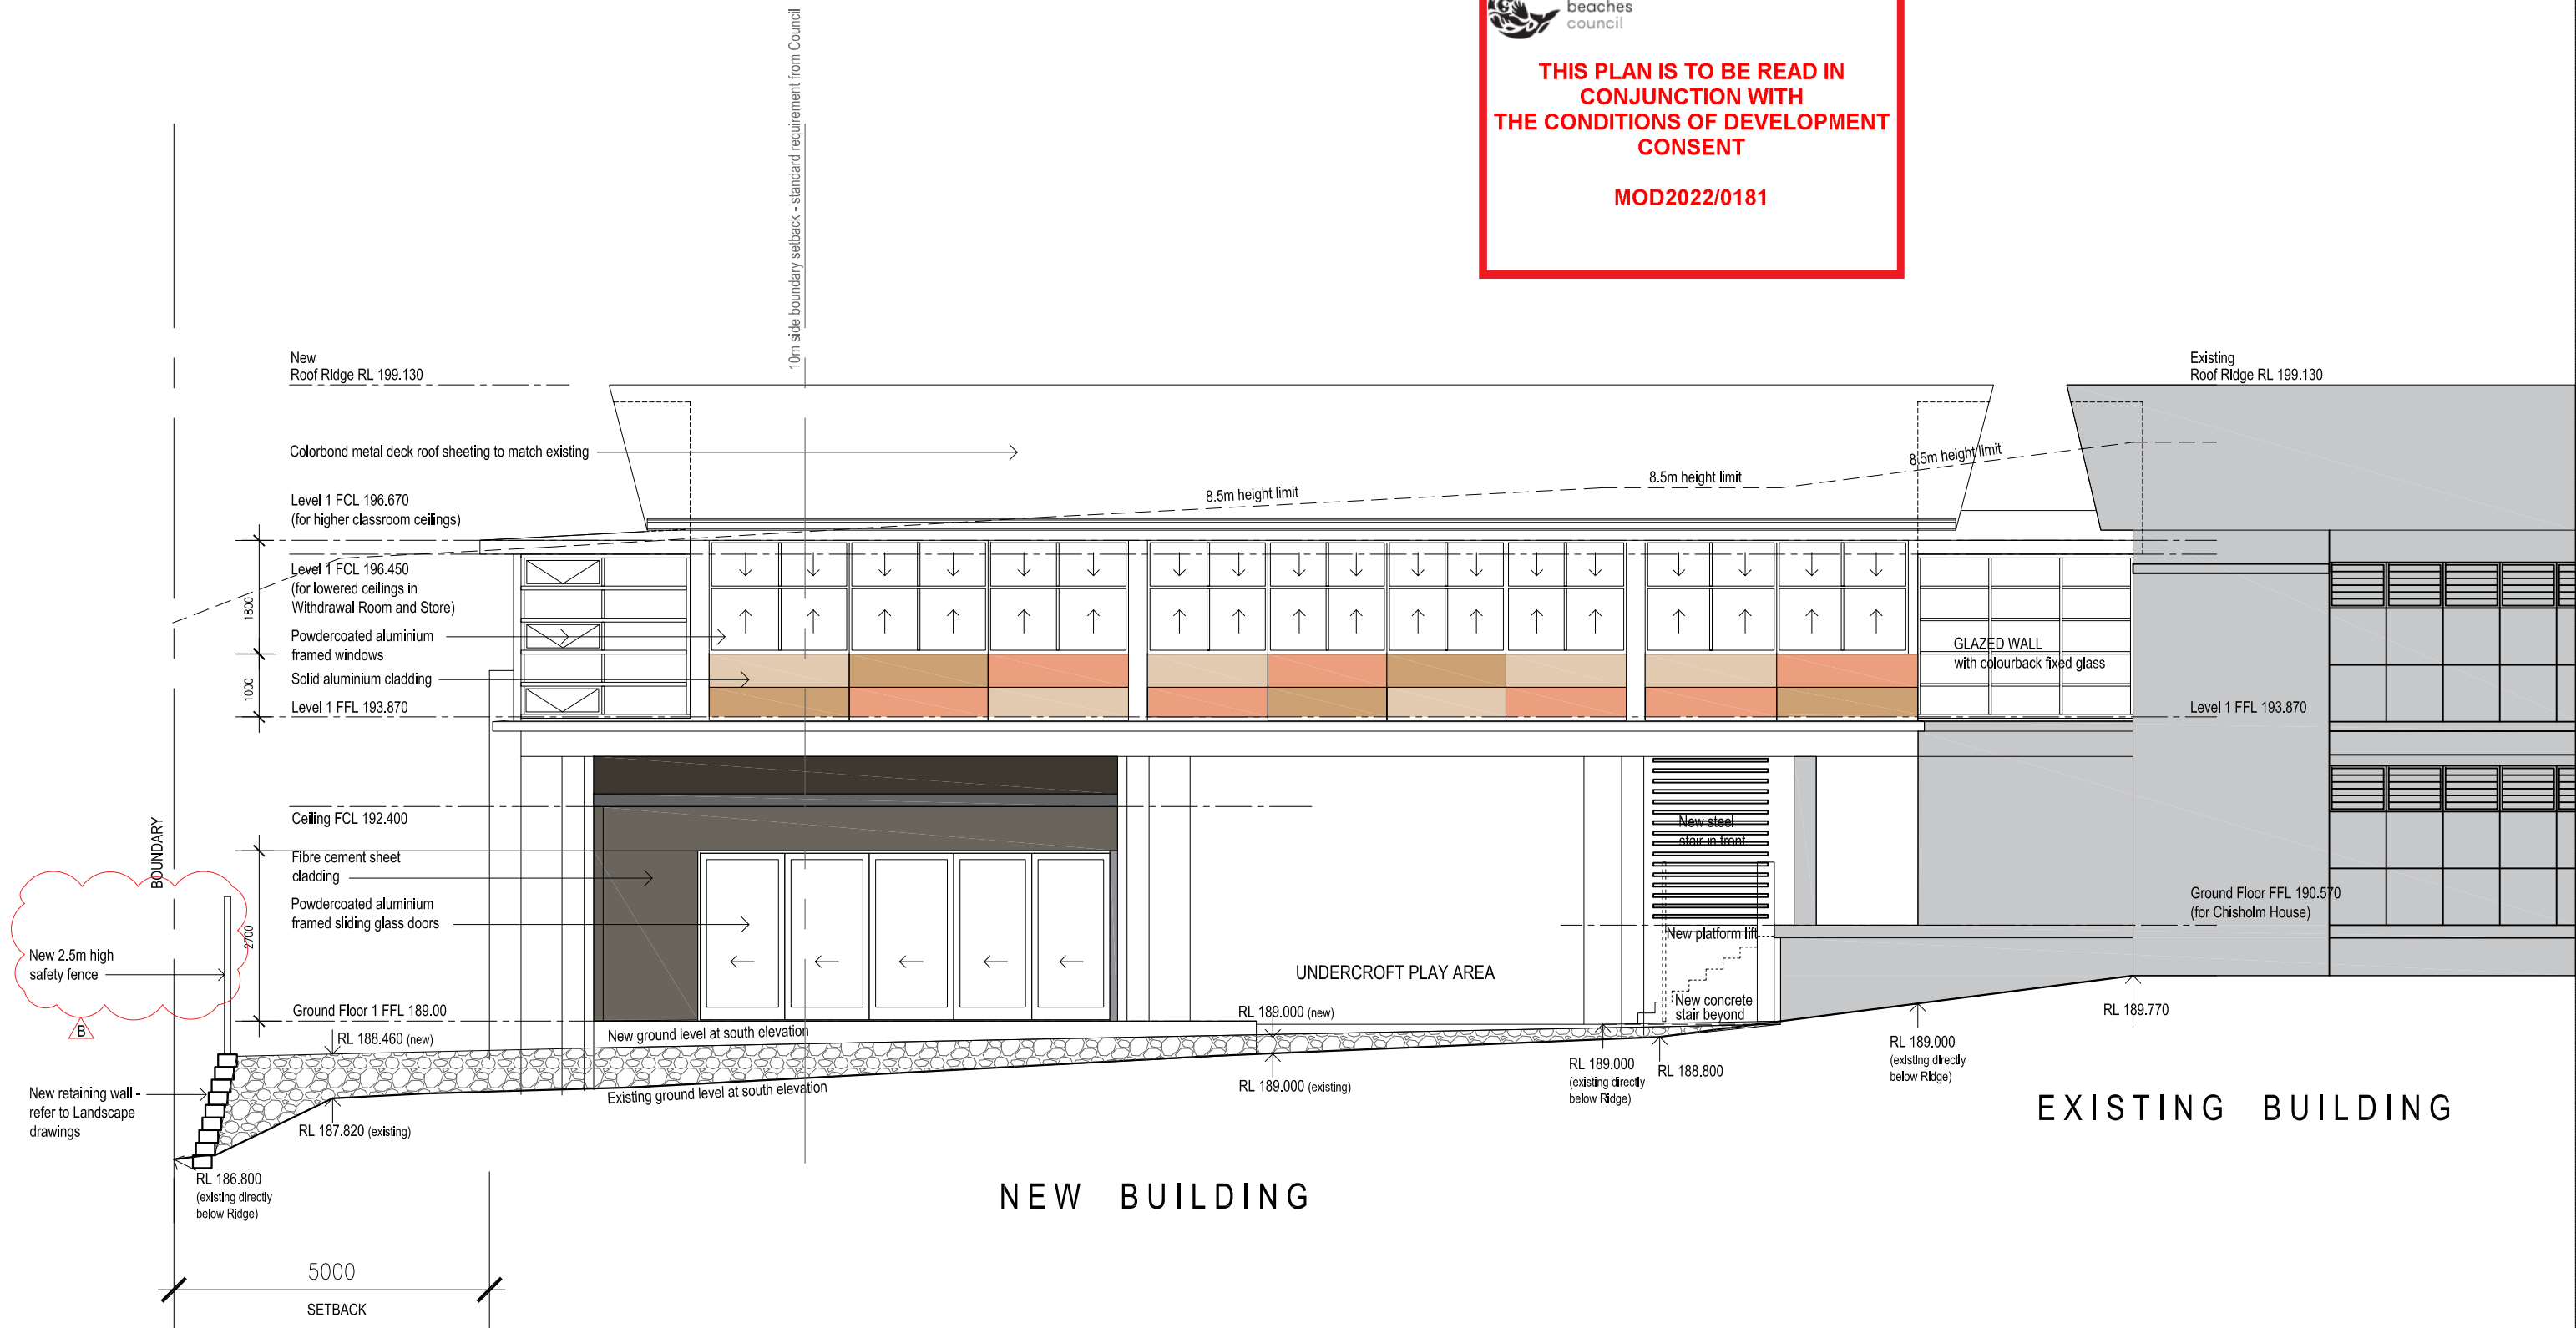 beaches
council
THIS PLAN IS TO BE READ IN
CONJUNCTION WITH
THE CONDITIONS OF DEVELOPMENT
CONSENT
MOD2022/0181
10m side boundary setback - standard requirement from Council
New
Roof Ridge RL 199.130
Existing
Roof Ridge RL 199.130
Colorbond metal deck roof sheeting to match existing
8.5m height limit
8.5m height limit
8.5m height limit
Level 1 FCL 196.670
(for higher classroom ceilings)
Level 1 FCL 196.450
(for lowered ceilings in
Withdrawal Room and Store)
1800
Powdercoated aluminium
framed windows
Solid aluminium cladding
1000
Level 1 FFL 193.870
GLAZED WALL
with colourback fixed glass
Level 1 FFL 193.870
BOUNDARY
Ceiling FCL 192.400
Fibre cement sheet
cladding
Powdercoated aluminium
framed sliding glass doors
2700
New 2.5m high
safety fence
B
New steel
stair in front
Ground Floor FFL 190.570
(for Chisholm House)
New platform lift
UNDERCROFT PLAY AREA
New concrete
stair beyond
Ground Floor 1 FFL 189.00
RL 188.460 (new)
New ground level at south elevation
RL 189.000 (new)
RL 189.770
RL 189.000
(existing directly
below Ridge)
RL 188.800
RL 189.000
(existing directly
below Ridge)
RL 189.000 (existing)
Existing ground level at south elevation
New retaining wall -
refer to Landscape
drawings
RL 187.820 (existing)
RL 186.800
(existing directly
below Ridge)
EXISTING BUILDING
NEW BUILDING
5000
SETBACK